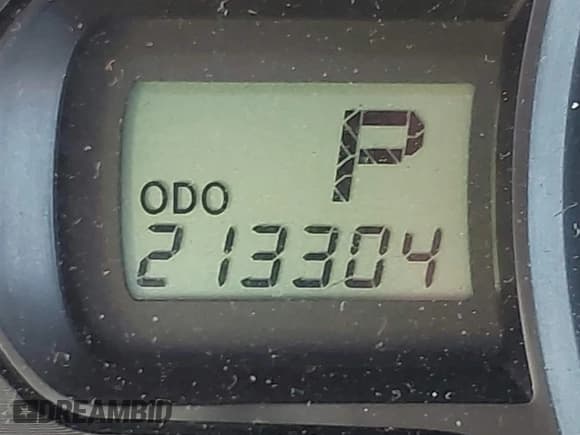 P
ODO
213304
DREAMBID